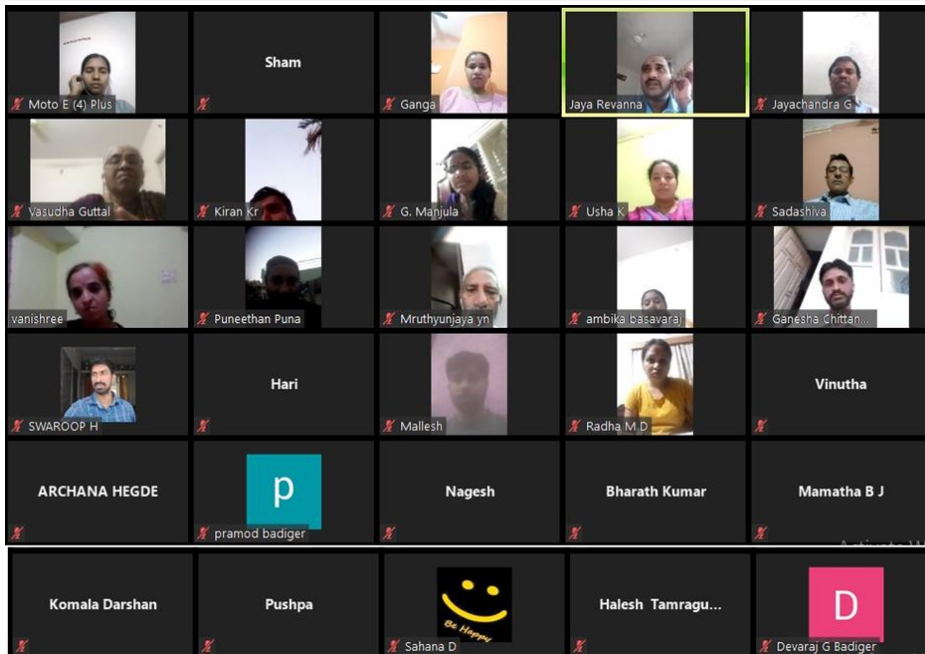 Moto E (4) Plus
Sham
Ganga
Jaya Revanna
Jayachandra G
Vasudha Guttal
Kiran Kr
G. Manjula
Usha K
Sadashiva
vanishree
Puneethan Puna
Mruthyunjaya yn
ambika basavaraj
Ganesha Chittan...
SWAROOP H
Hari
Mallesh
Radha M.D
Vinutha
ARCHANA HEGDE
p
pramod badiger
Nagesh
Bharath Kumar
Mamatha B J
Komala Darshan
Pushpa
Be Happy
Sahana D
Halesh Tamragu...
D
Devaraj G Badiger